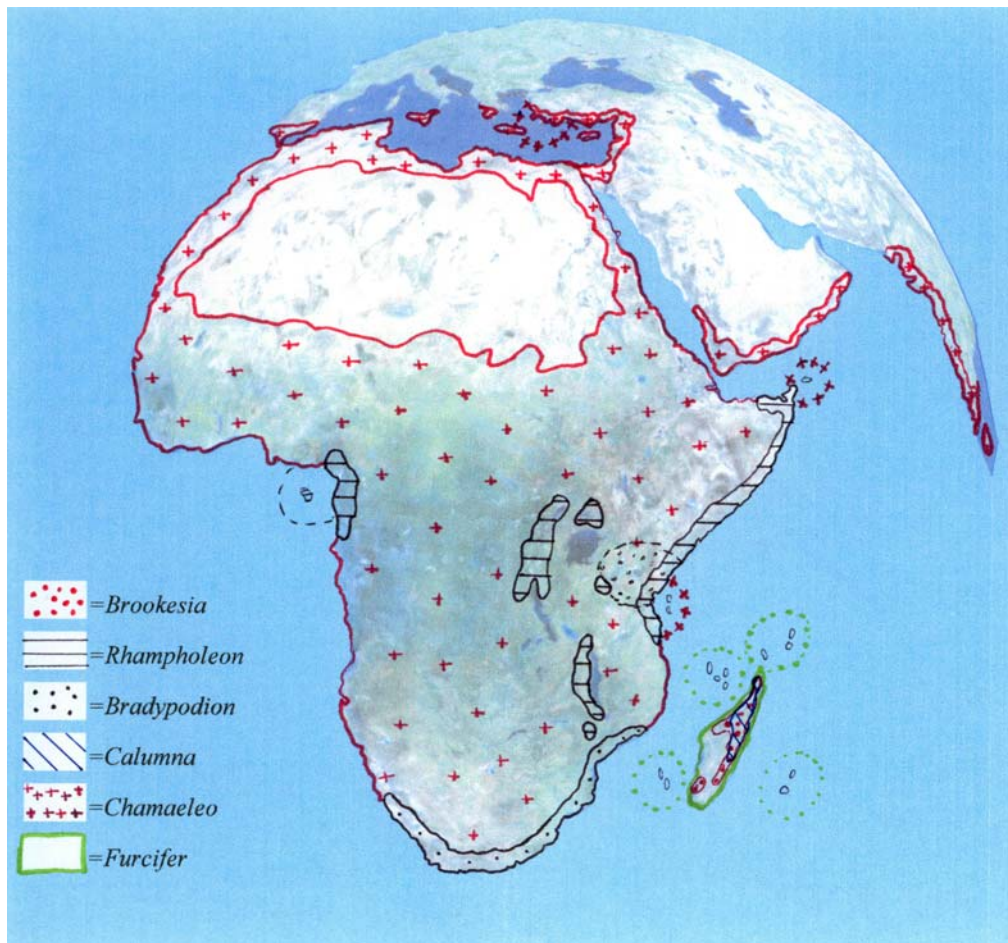 =Brookesia
=Rhampholeon
=Bradypodion
=Calumna
=Chamaeleo
=Furcifer